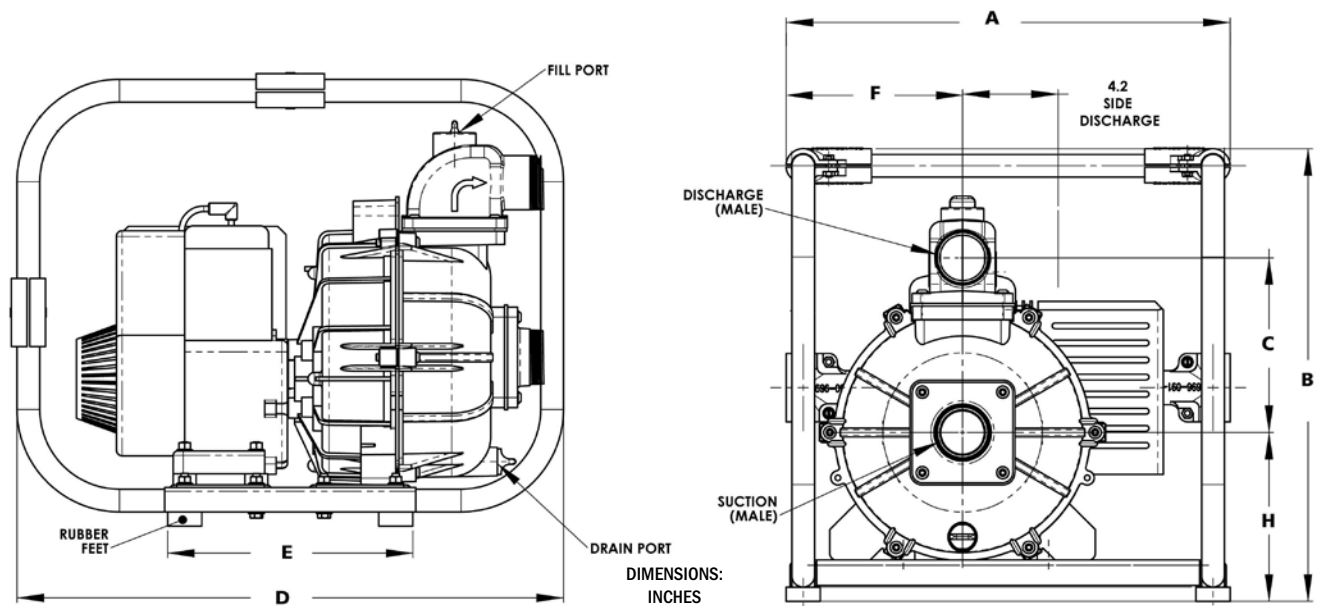 FILL PORT
RUBBER
FEET
E
D
DRAIN PORT
DIMENSIONS:
INCHES
A
F
4.2
SIDE
DISCHARGE
DISCHARGE
(MALE)
C
B
SUCTION
(MALE)
H